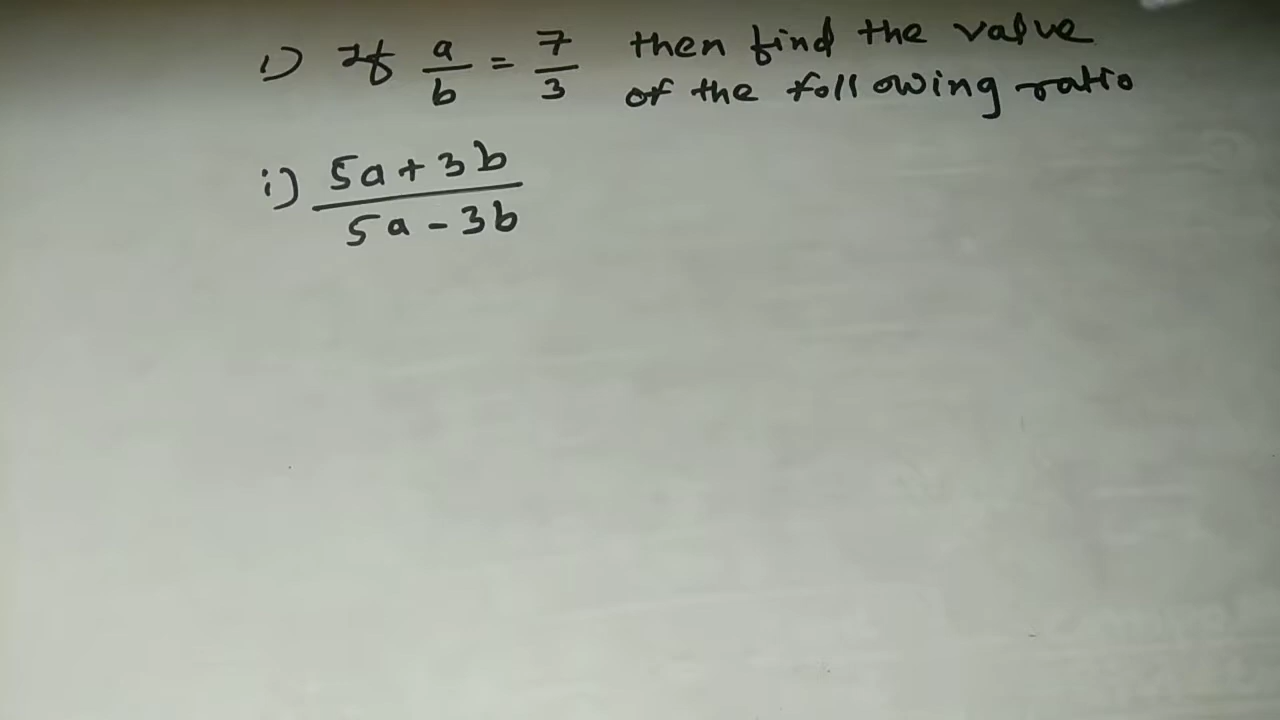 1) If a/b = 7/3 then find the value
of the following ratio
i) 5a+3b
5a-3b